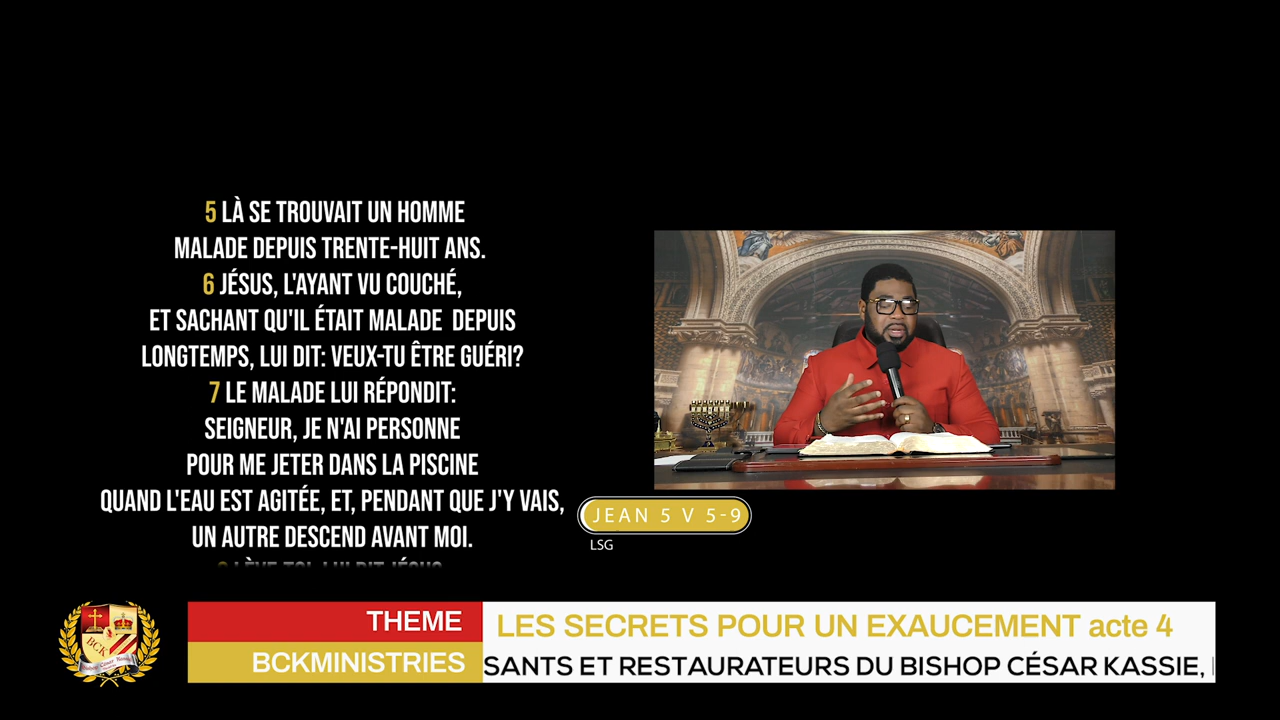 5 LÀ SE TROUVAIT UN HOMME
MALADE DEPUIS TRENTE-HUIT ANS.
6 JÉSUS, L'AYANT VU COUCHÉ,
ET SACHANT QU'IL ÉTAIT MALADE DEPUIS
LONGTEMPS, LUI DIT: VEUX-TU ÊTRE GUÉRI?
7 LE MALADE LUI RÉPONDIT:
SEIGNEUR, JE N'AI PERSONNE
POUR ME JETER DANS LA PISCINE
QUAND L'EAU EST AGITÉE, ET, PENDANT QUE J'Y VAIS,
UN AUTRE DESCEND AVANT MOI.
JEAN 5 V 5-9
LSG
THEME
LES SECRETS POUR UN EXAUCEMENT acte 4
BCKMINISTRIES
SANTS ET RESTAURATEURS DU BISHOP CÉSAR KASSIE,
BCK